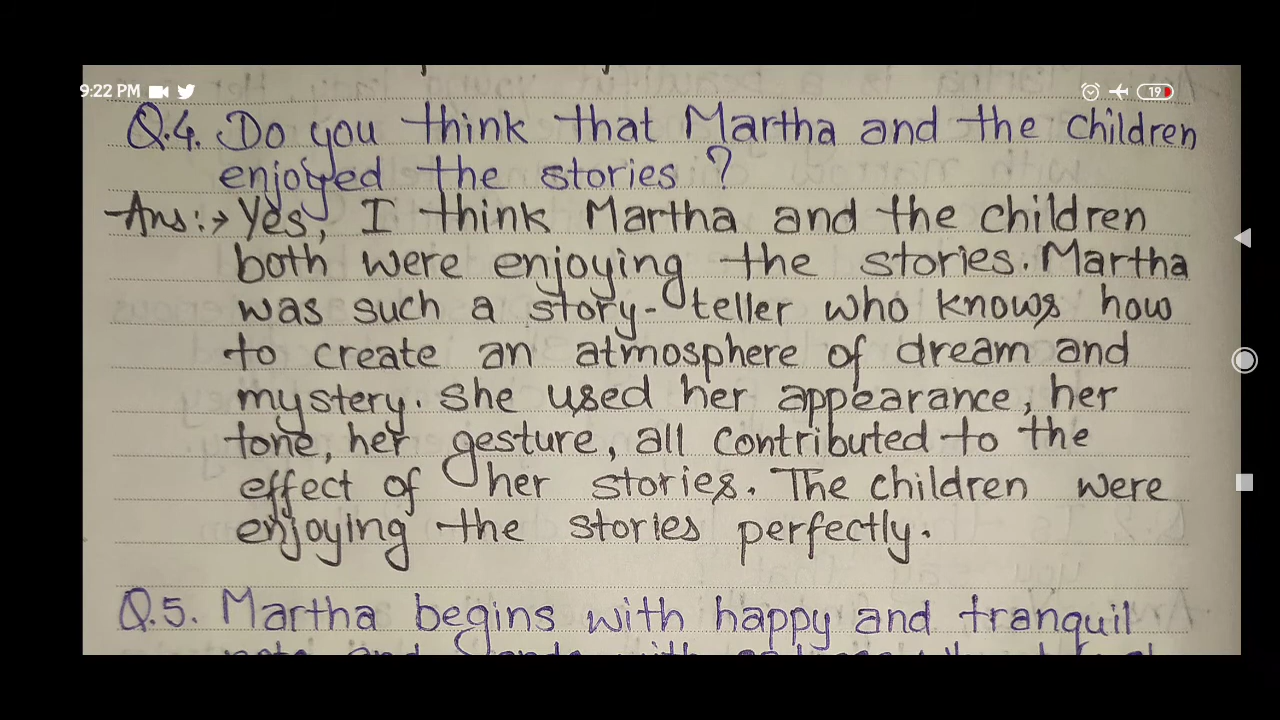 9:22 PM 19
Q.4. Do you think that Martha and the children
enjoyed the stories ?
Ans:→ Yes, I think Martha and the children
both were enjoying the stories. Martha
was such a story-teller who knows how
to create an atmosphere of dream and
mystery. She used her appearance, her
tone, her gesture, all contributed to the
effect of her stories. The children were
enjoying the stories perfectly.
Q.5. Martha begins with happy and tranquil
and with